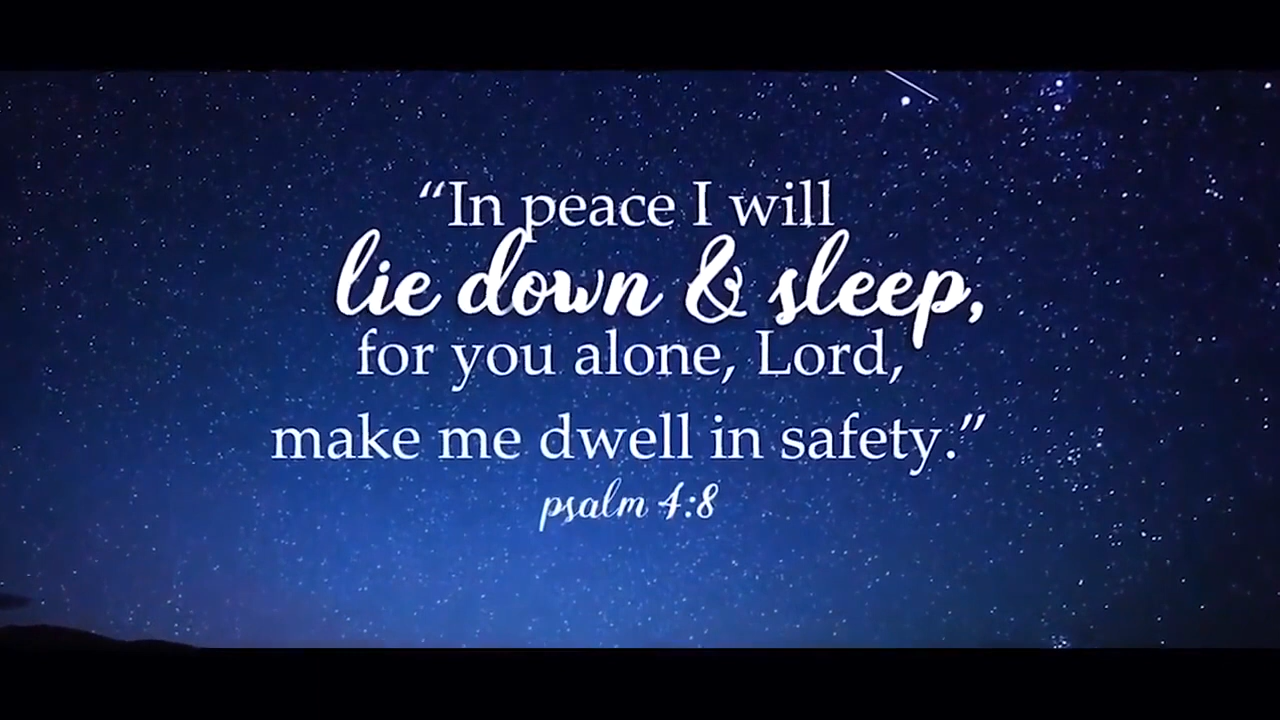 “In peace I will
lie down & sleep,
for you alone, Lord,
make me dwell in safety.”
psalm 4:8